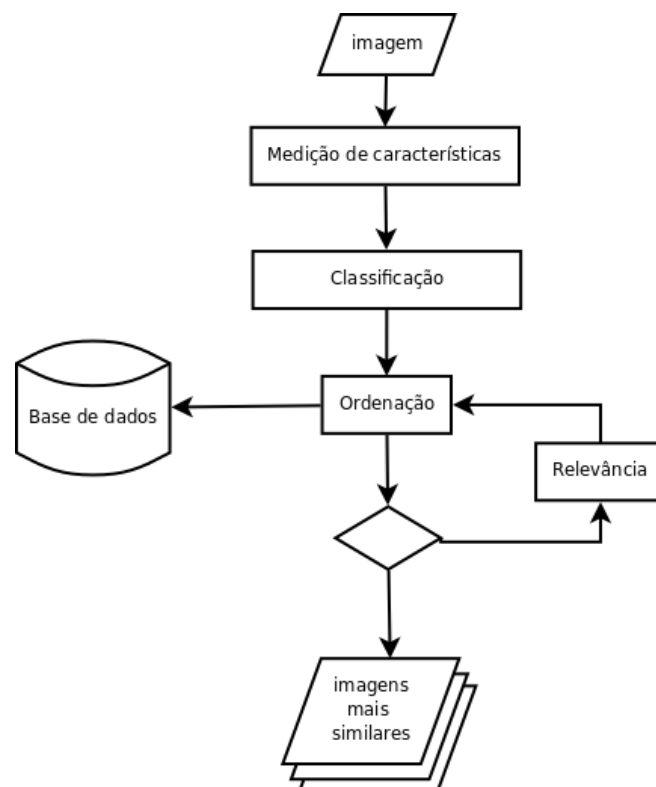 imagem
Medição de características
Classificação
Ordenação
Base de dados
Relevância
imagens
mais
similares